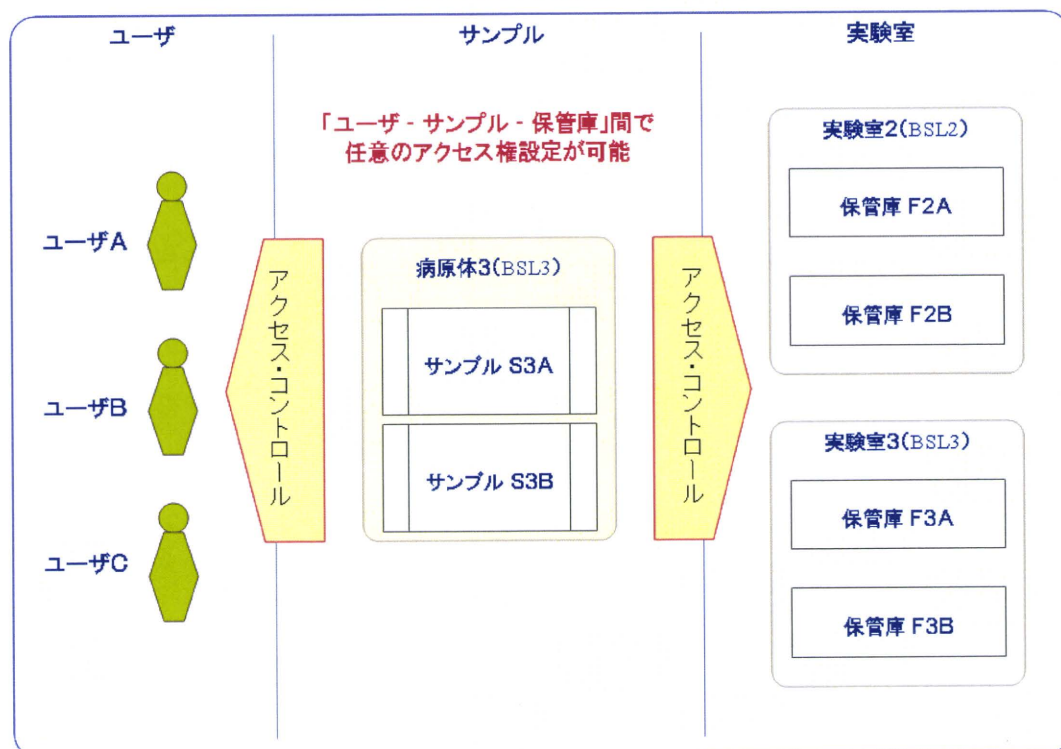 ユーザ
サンプル
実験室
「ユーザ - サンプル - 保管庫」間で
任意のアクセス権設定が可能
ユーザA
ユーザB
ユーザC
アクセス・コントロール
病原体3(BSL3)
サンプル S3A
サンプル S3B
アクセス・コントロール
実験室2(BSL2)
保管庫 F2A
保管庫 F2B
実験室3(BSL3)
保管庫 F3A
保管庫 F3B